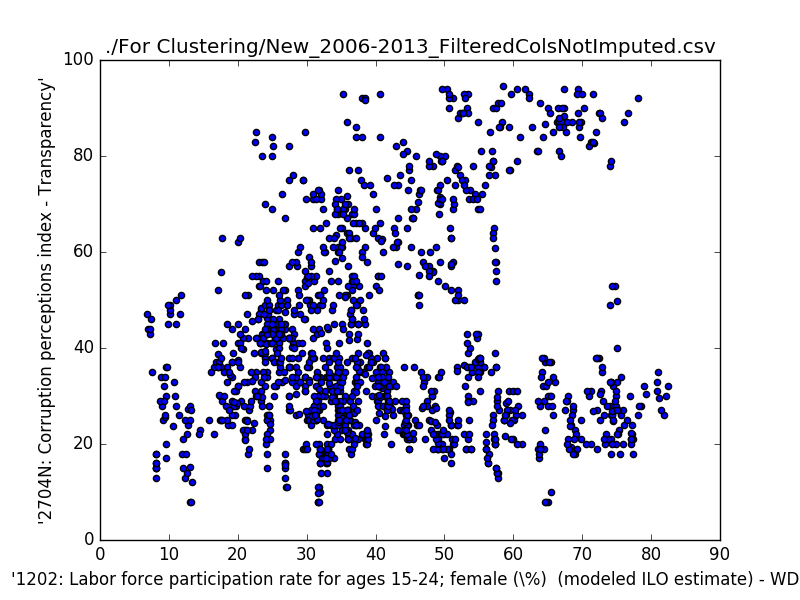 ./For Clustering/New_2006-2013_FilteredColsNotImputed.csv
'2704N: Corruption perceptions index - Transparency'
100
80
60
40
20
0
0 10 20 30 40 50 60 70 80 90
'1202: Labor force participation rate for ages 15-24; female (\%)  (modeled ILO estimate) - WD